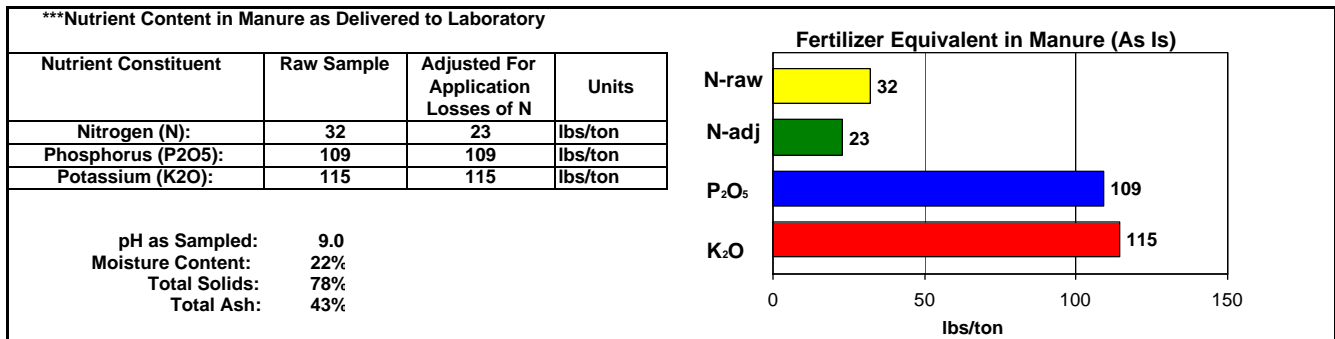 ***Nutrient Content in Manure as Delivered to Laboratory
Nutrient Constituent Raw Sample Adjusted For Application Losses of N Units
Nitrogen (N): 32 23 lbs/ton
Phosphorus (P2O5): 109 109 lbs/ton
Potassium (K2O): 115 115 lbs/ton
pH as Sampled: 9.0
Moisture Content: 22%
Total Solids: 78%
Total Ash: 43%
Fertilizer Equivalent in Manure (As Is)
N-raw 32
N-adj 23
P₂O₅ 109
K₂O 115
0 50 100 150
lbs/ton